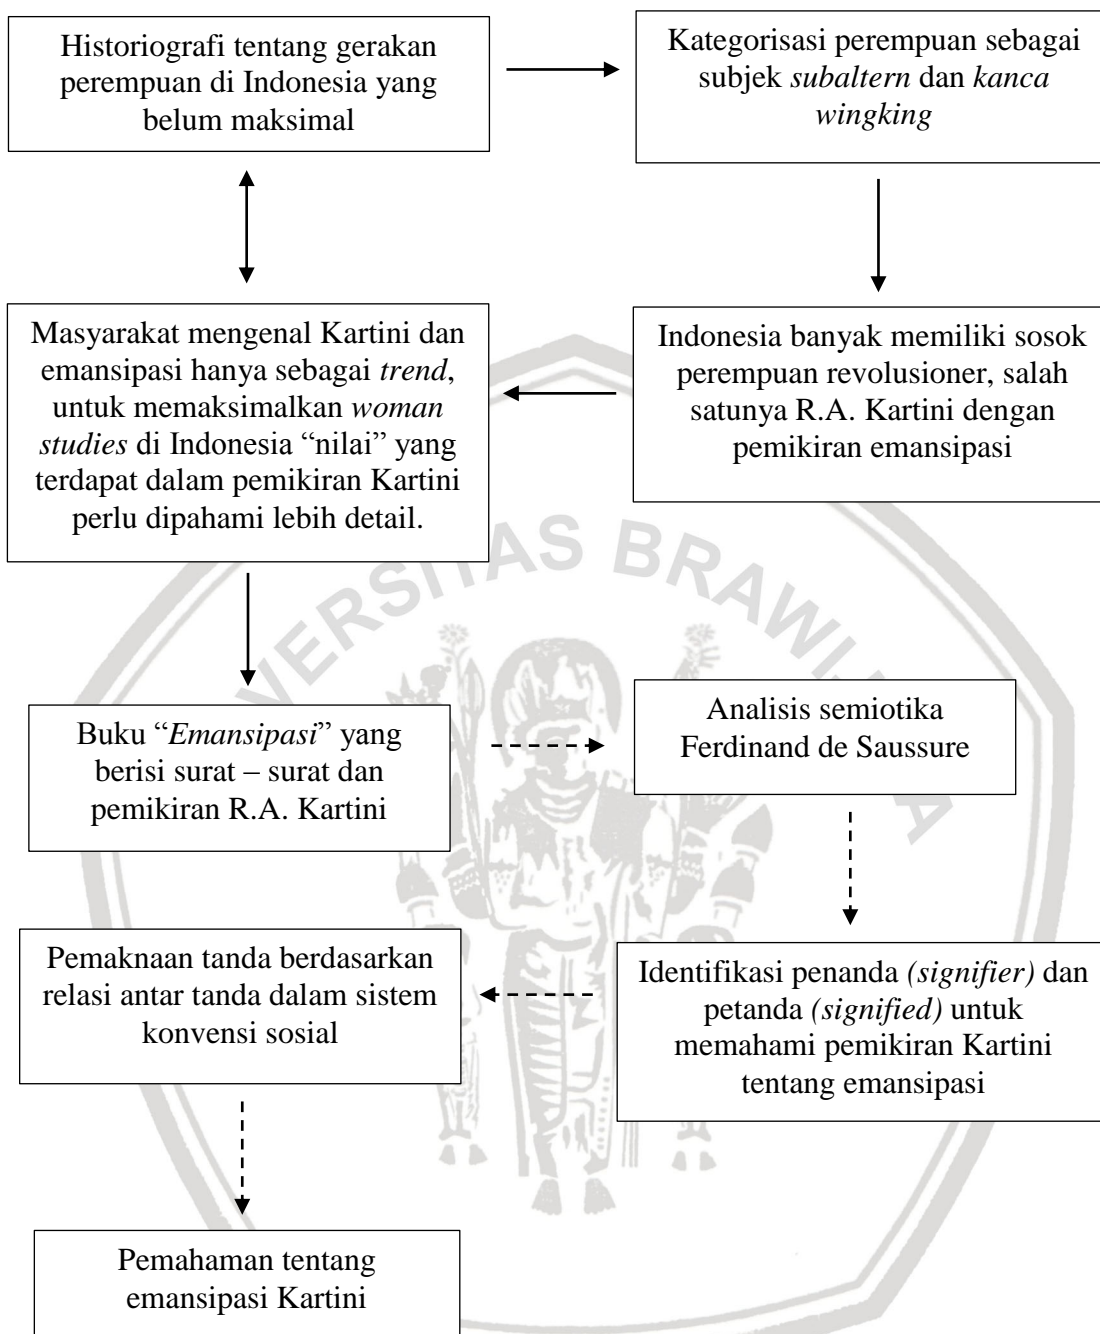 Historiografi tentang gerakan
perempuan di Indonesia yang
belum maksimal
Kategorisasi perempuan sebagai
subjek subaltern dan kanca
wingking
Masyarakat mengenal Kartini dan
emansipasi hanya sebagai trend,
untuk memaksimalkan woman
studies di Indonesia “nilai” yang
terdapat dalam pemikiran Kartini
perlu dipahami lebih detail.
Indonesia banyak memiliki sosok
perempuan revolusioner, salah
satunya R.A. Kartini dengan
pemikiran emansipasi
VERSITAS BRAWIJAYA
Buku “Emansipasi” yang
berisi surat – surat dan
pemikiran R.A. Kartini
Analisis semiotika
Ferdinand de Saussure
Pemaknaan tanda berdasarkan
relasi antar tanda dalam sistem
konvensi sosial
Identifikasi penanda (signifier) dan
petanda (signified) untuk
memahami pemikiran Kartini
tentang emansipasi
Pemahaman tentang
emansipasi Kartini